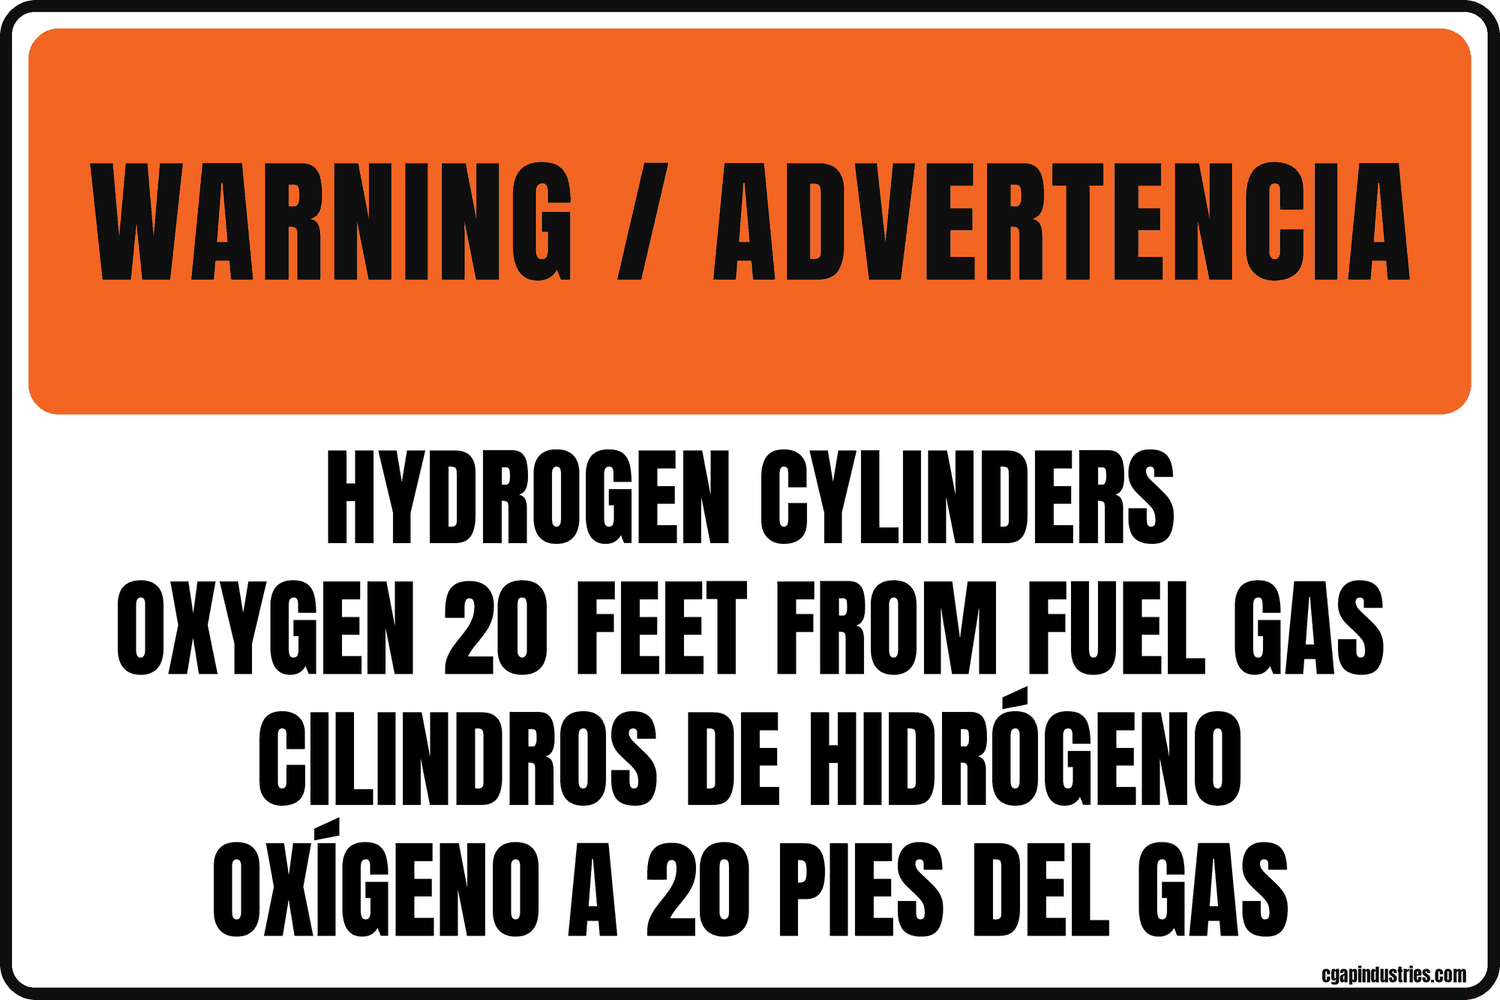 WARNING / ADVERTENCIA
HYDROGEN CYLINDERS
OXYGEN 20 FEET FROM FUEL GAS
CILINDROS DE HIDRÓGENO
OXÍGENO A 20 PIES DEL GAS
cgapindustries.com